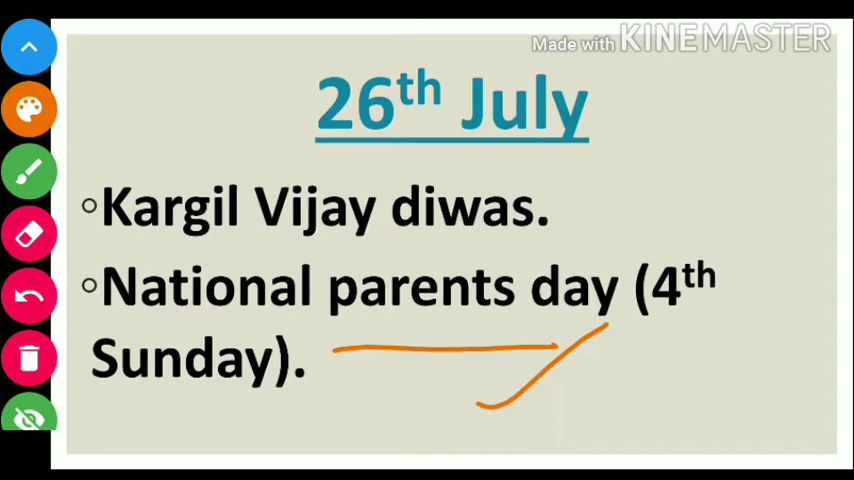 Made with KINEMASTER
26th July
◦Kargil Vijay diwas.
◦National parents day (4th
Sunday).